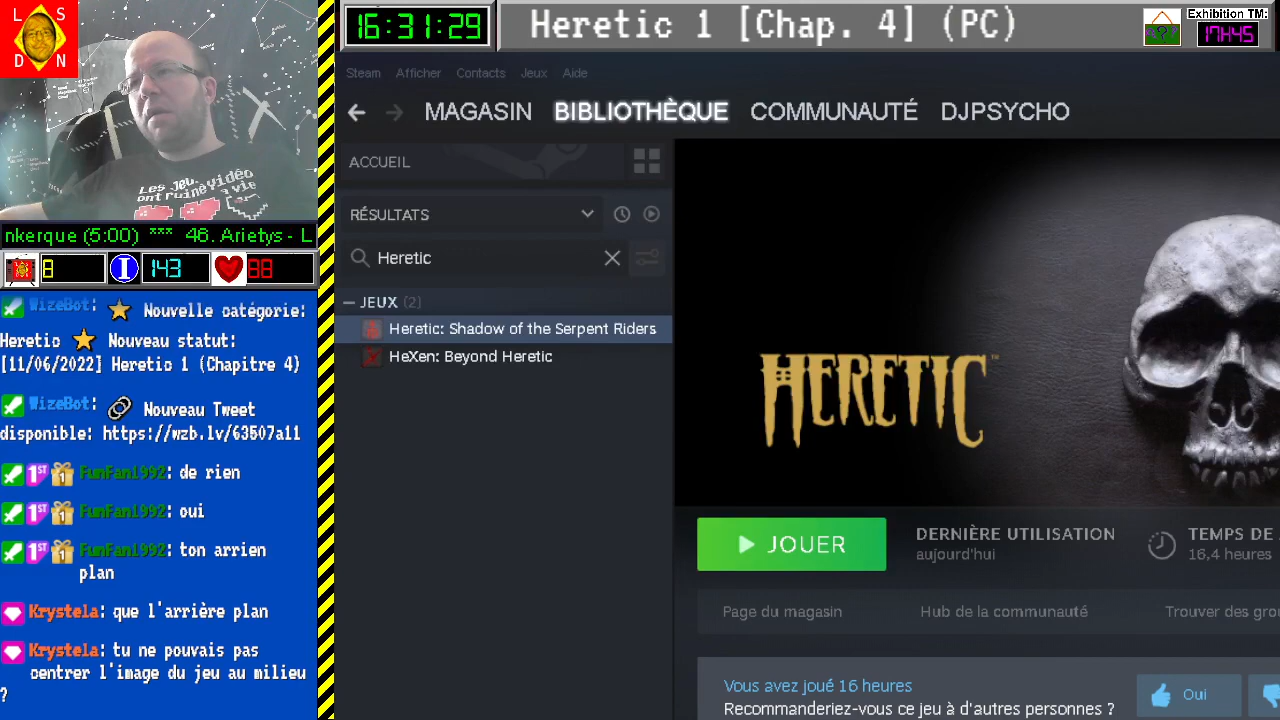 L S
D N
16:31:29
Heretic 1 [Chap. 4] (PC)
Exhibition TM:
17H45
Les jeux vidéo
ont ruiné
ma vie
nkerque (5:00) *** 46. Arietys - L
8
143
88
WizeBot: Nouvelle catégorie:
Heretic Nouveau statut:
[11/06/2022] Heretic 1 (Chapitre 4)
WizeBot: Nouveau Tweet
disponible: https://wzb.lv/63507a11
1ST 1 FunFan1992: de rien
1ST 1 FunFan1992: oui
1ST 1 FunFan1992: ton arrien
plan
Krystela: que l'arrière plan
Krystela: tu ne pouvais pas
centrer l'image du jeu au milieu
?
Steam Afficher Contacts Jeux Aide
MAGASIN BIBLIOTHÈQUE COMMUNAUTÉ DJPSYCHO
ACCUEIL
RÉSULTATS
Heretic
JEUX (2)
Heretic: Shadow of the Serpent Riders
HeXen: Beyond Heretic
HERETIC™
JOUER
DERNIÈRE UTILISATION
aujourd'hui
TEMPS DE
16,4 heures
Page du magasin Hub de la communauté Trouver des grou
Vous avez joué 16 heures
Recommanderiez-vous ce jeu à d'autres personnes ?
Oui